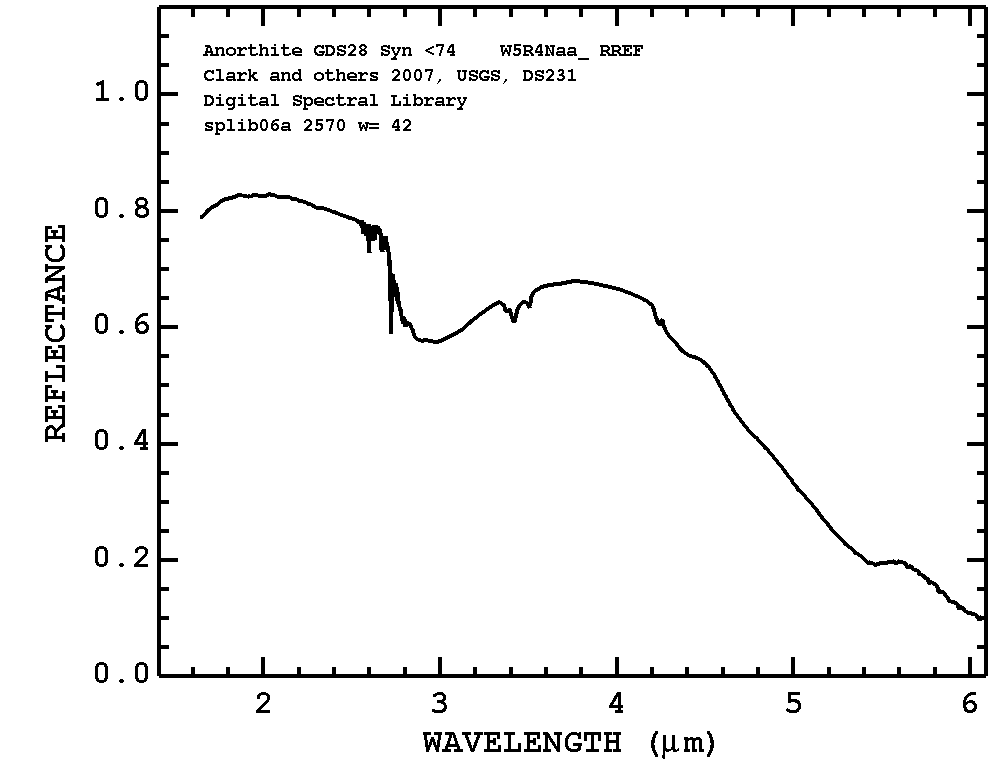 Anorthite GDS28 Syn <74 W5R4Naa_ RREF
Clark and others 2007, USGS, DS231
Digital Spectral Library
splib06a 2570 w= 42
1.0
0.8
0.6
0.4
0.2
0.0
REFLECTANCE
2 3 4 5 6
WAVELENGTH (μm)